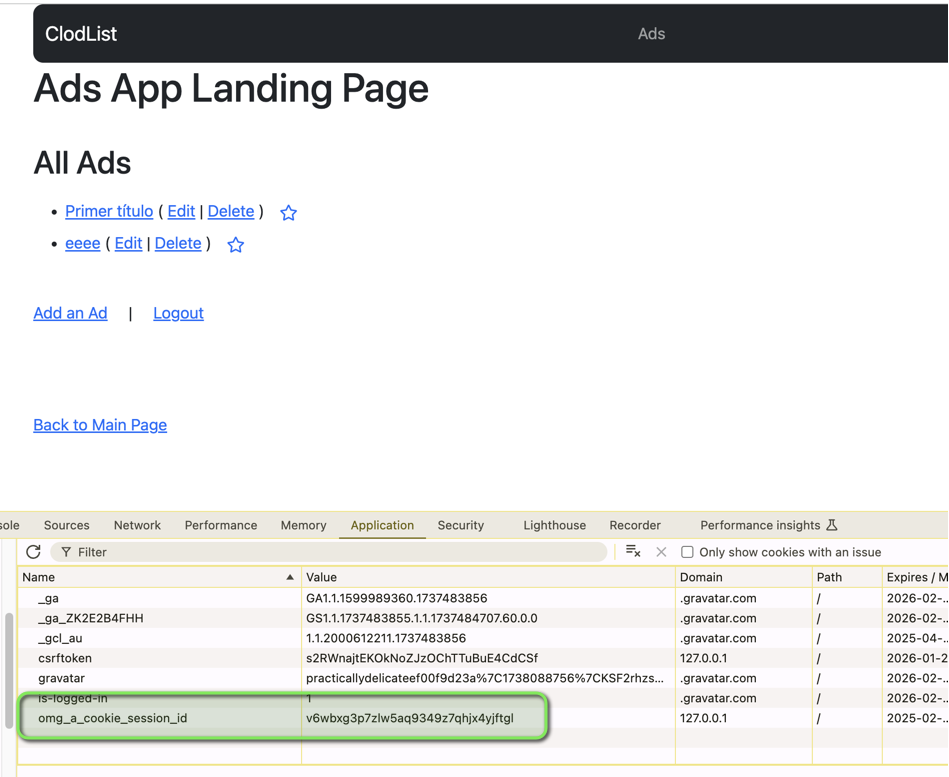 ClodList Ads
Ads App Landing Page
All Ads
• Primer título ( Edit | Delete ) ☆
• eeee ( Edit | Delete ) ☆
Add an Ad | Logout
Back to Main Page
sole Sources Network Performance Memory Application Security Lighthouse Recorder Performance insights
Filter Only show cookies with an issue
Name Value Domain Path Expires / M
_ga GA1.1.1599989360.1737483856 .gravatar.com / 2026-02-...
_ga_ZK2E2B4FHH GS1.1.1737483855.1.1.1737484707.60.0.0 .gravatar.com / 2026-02-...
_gcl_au 1.1.2000612211.1737483856 .gravatar.com / 2025-04-...
csrftoken s2RWnajtEKOkNoZJzOChTTuBuE4CdCSf 127.0.0.1 / 2026-01-2
gravatar practicallydelicateef00f9d23a%7C1738088756%7CKSF2rhzs... .gravatar.com / 2026-02-...
is-logged-in 1 .gravatar.com / 2026-02-...
omg_a_cookie_session_id v6wbxg3p7zlw5aq9349z7qhjx4yjftgl 127.0.0.1 / 2025-02-...